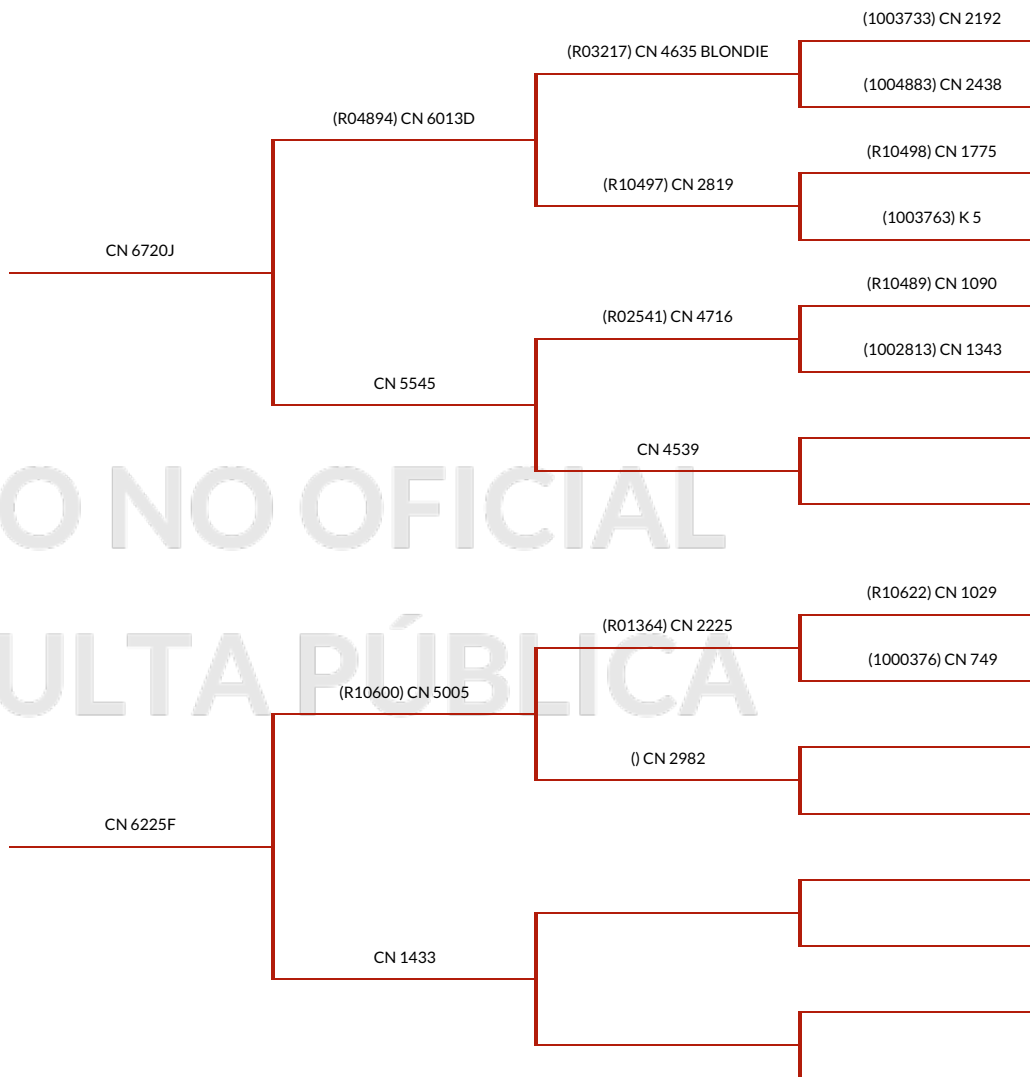 (1003733) CN 2192
(R03217) CN 4635 BLONDIE
(1004883) CN 2438
(R04894) CN 6013D
(R10498) CN 1775
(R10497) CN 2819
(1003763) K 5
CN 6720J
(R10489) CN 1090
(R02541) CN 4716
(1002813) CN 1343
CN 5545
CN 4539
O NO OFICIAL
(R10622) CN 1029
(R01364) CN 2225
(1000376) CN 749
ULTA PÚBLICA
(R10600) CN 5005
() CN 2982
CN 6225F
CN 1433